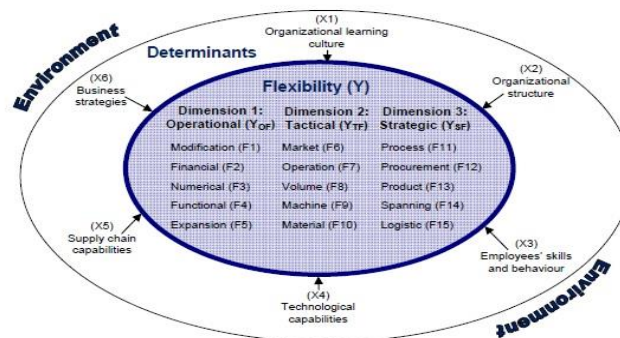 Environment
Determinants
(X1)
Organizational learning
culture
(X6)
Business
strategies
(X2)
Organizational
structure
Flexibility (Y)
Dimension 1:
Operational (Y_OF)
Modification (F1)
Financial (F2)
Numerical (F3)
Functional (F4)
Expansion (F5)
Dimension 2:
Tactical (Y_TF)
Market (F6)
Operation (F7)
Volume (F8)
Machine (F9)
Material (F10)
Dimension 3:
Strategic (Y_SF)
Process (F11)
Procurement (F12)
Product (F13)
Spanning (F14)
Logistic (F15)
(X5)
Supply chain
capabilities
(X3)
Employees' skills
and behaviour
(X4)
Technological
capabilities
Environment